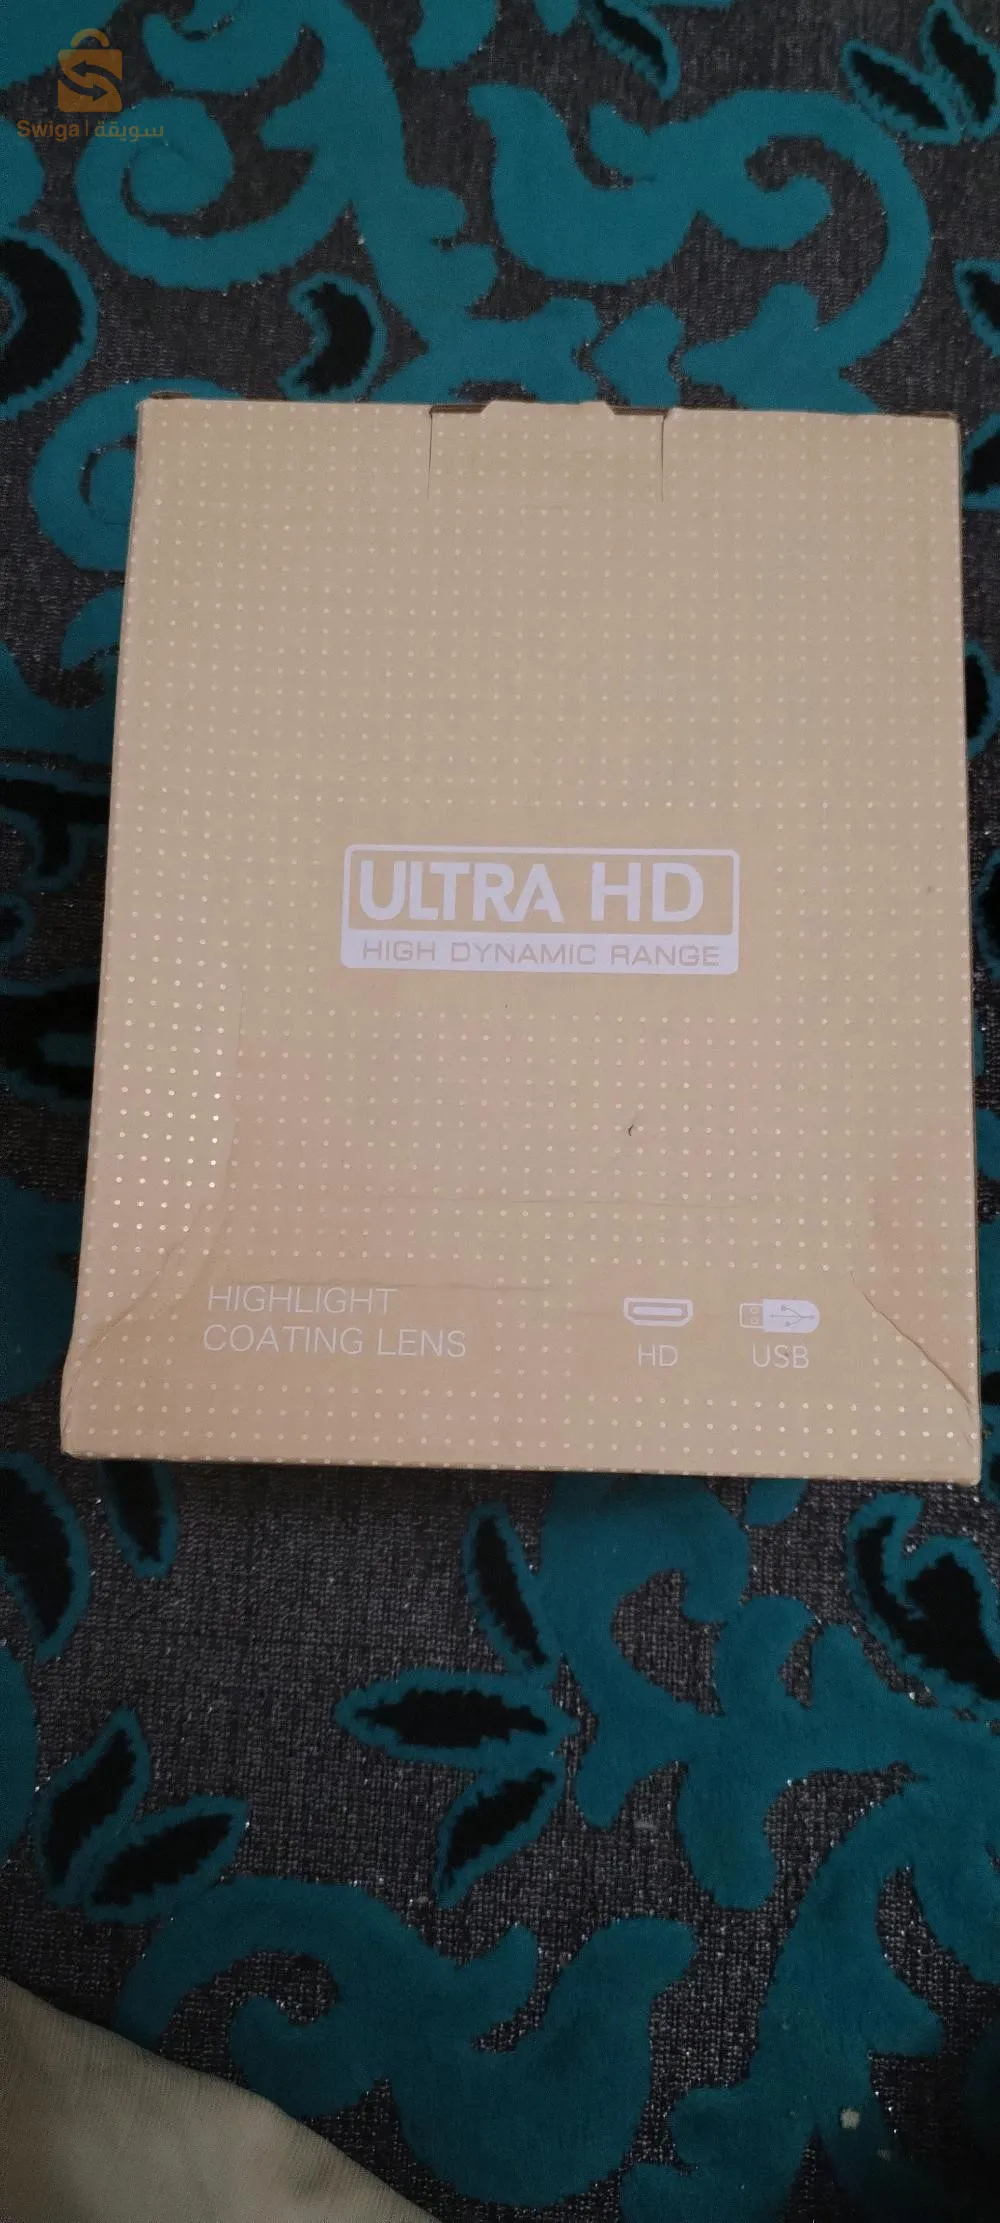 Swiga | سويقة
ULTRA HD
HIGH DYNAMIC RANGE
HIGHLIGHT
COATING LENS
HD
USB